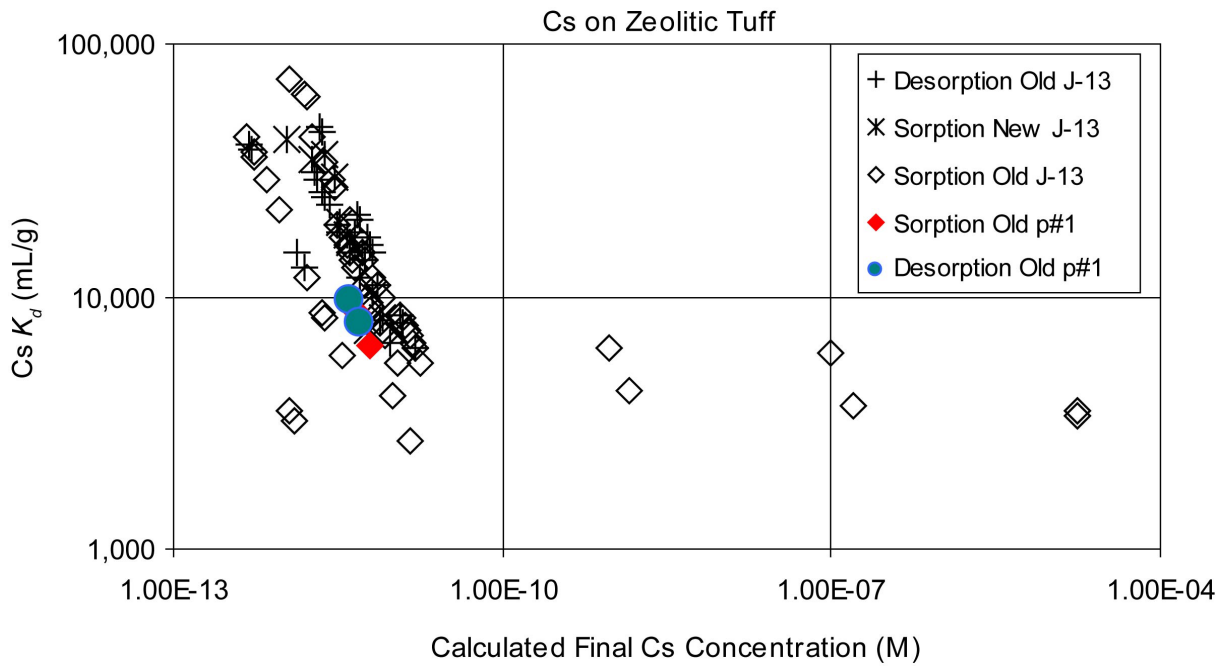 Cs on Zeolitic Tuff
100,000
10,000
1,000
Cs Kd (mL/g)
Desorption Old J-13
Sorption New J-13
Sorption Old J-13
Sorption Old p#1
Desorption Old p#1
1.00E-13 1.00E-10 1.00E-07 1.00E-04
Calculated Final Cs Concentration (M)